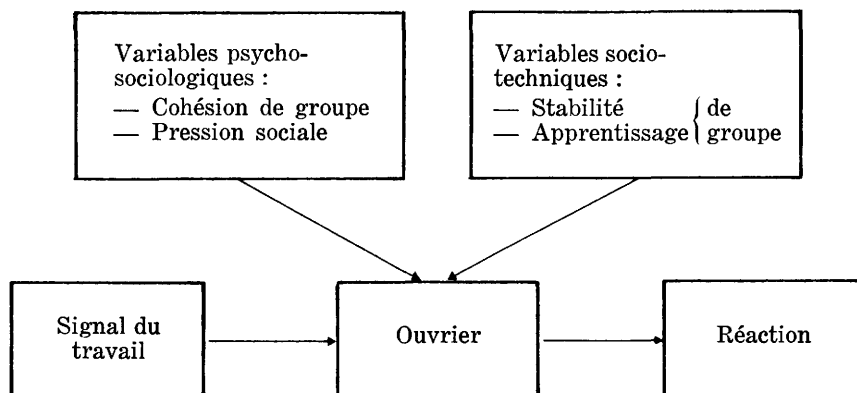 Variables psycho-
sociologiques :
— Cohésion de groupe
— Pression sociale
Variables socio-
techniques :
— Stabilité { de
— Apprentissage { groupe
Signal du
travail
Ouvrier
Réaction